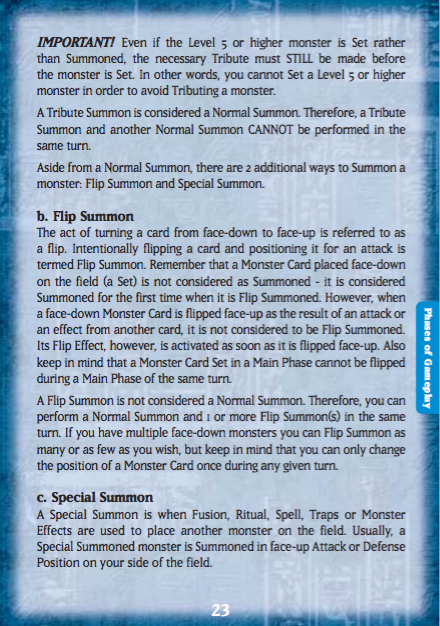 IMPORTANT! Even if the Level 5 or higher monster is Set rather
than Summoned, the necessary Tribute must STILL be made before
the monster is Set. In other words, you cannot Set a Level 5 or higher
monster in order to avoid Tributing a monster.
A Tribute Summon is considered a Normal Summon. Therefore, a Tribute
Summon and another Normal Summon CANNOT be performed in the
same turn.
Aside from a Normal Summon, there are 2 additional ways to Summon a
monster: Flip Summon and Special Summon.
b. Flip Summon
The act of turning a card from face-down to face-up is referred to as
a flip. Intentionally flipping a card and positioning it for an attack is
termed Flip Summon. Remember that a Monster Card placed face-down
on the field (a Set) is not considered as Summoned - it is considered
Summoned for the first time when it is Flip Summoned. However, when
a face-down Monster Card is flipped face-up as the result of an attack or
an effect from another card, it is not considered to be Flip Summoned.
Its Flip Effect, however, is activated as soon as it is flipped face-up. Also
keep in mind that a Monster Card Set in a Main Phase cannot be flipped
during a Main Phase of the same turn.
A Flip Summon is not considered a Normal Summon. Therefore, you can
perform a Normal Summon and 1 or more Flip Summon(s) in the same
turn. If you have multiple face-down monsters you can Flip Summon as
many or as few as you wish, but keep in mind that you can only change
the position of a Monster Card once during any given turn.
c. Special Summon
A Special Summon is when Fusion, Ritual, Spell, Traps or Monster
Effects are used to place another monster on the field. Usually, a
Special Summoned monster is Summoned in face-up Attack or Defense
Position on your side of the field.
Phases of Gameplay
23